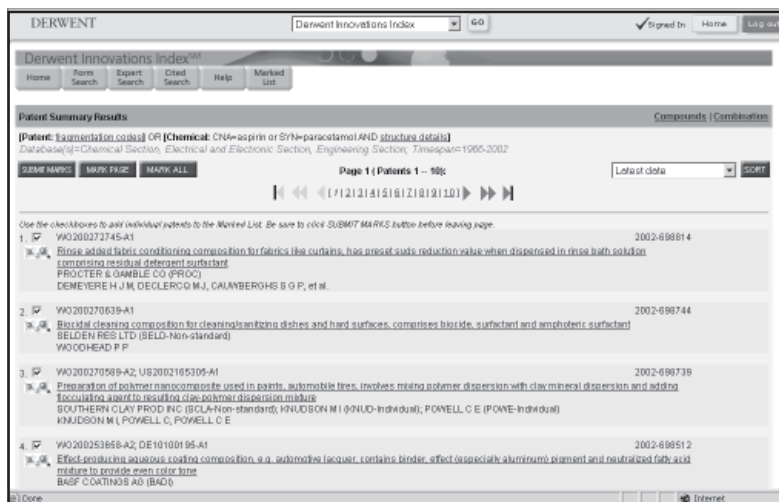 DERWENT
Derwent Innovations Index
GO
Signed In
Home
Log out
Derwent Innovations Index SM
Home
Form Search
Expert Search
Cited Search
Help
Marked List
Patent Summary Results
Compounds | Combination
[Patent: fragmentation codes] OR [Chemical: CNA=aspirin or SYN=paracetamol AND structure details]
Database(s)=Chemical Section, Electrical and Electronic Section, Engineering Section; Timespan=1966-2002
SUBMIT MARKS
MARK PAGE
MARK ALL
Page 1 (Patents 1 -- 10):
Latest date
SORT
[ 1 | 2 | 3 | 4 | 5 | 6 | 7 | 8 | 9 | 10 ]
Use the checkboxes to add individual patents to the Marked List. Be sure to click SUBMIT MARKS button before leaving page.
1. WO200272745-A1 2002-698814
Rinse added fabric conditioning composition for fabrics like curtains, has preset suds reduction value when dispensed in rinse bath solution
comprising residual detergent surfactant
PROCTER & GAMBLE CO (PROC)
DEMEYERE H J M, DECLERCQ M J, CAUWBERGHS S G P, et al.
2. WO200270639-A1 2002-698744
Biocidal cleaning composition for cleaning/sanitizing dishes and hard surfaces, comprises biocide, surfactant and amphoteric surfactant
SELDEN RES LTD (SELD-Non-standard)
WOODHEAD P P
3. WO200270589-A2; US2002165305-A1 2002-698739
Preparation of polymer nanocomposite used in paints, automobile tires, involves mixing polymer dispersion with clay mineral dispersion and adding
flocculating agent to resulting clay-polymer dispersion mixture
SOUTHERN CLAY PROD INC (SCLA-Non-standard); KNUDSON M I (KNUD-Individual); POWELL C E (POWE-Individual)
KNUDSON M I, POWELL C, POWELL C E
4. WO200253658-A2; DE10100195-A1 2002-698512
Effect-producing aqueous coating composition, e.g. automotive lacquer, contains binder, effect (especially aluminum) pigment and neutralized fatty acid
mixture to provide even color tone
BASF COATINGS AG (BADI)
Done
Internet